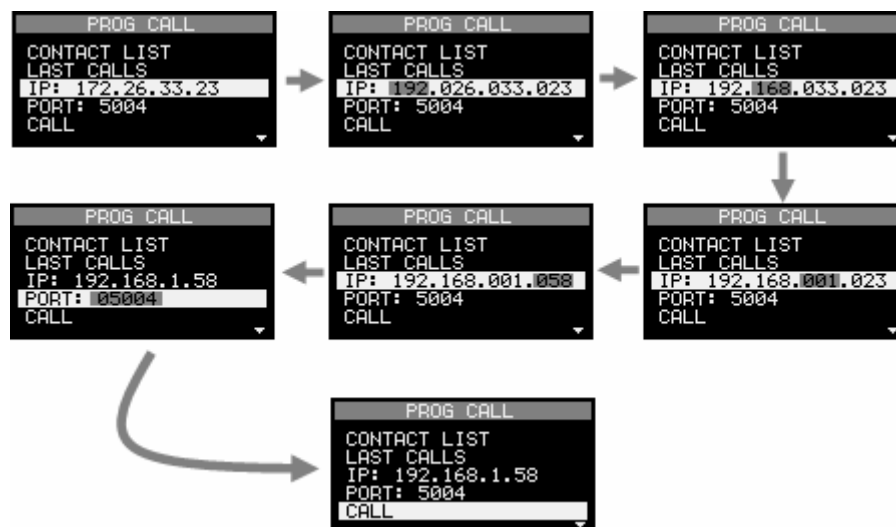 PROG CALL
CONTACT LIST
LAST CALLS
IP: 172.26.33.23
PORT: 5004
CALL
PROG CALL
CONTACT LIST
LAST CALLS
IP: 192.026.033.023
PORT: 5004
CALL
PROG CALL
CONTACT LIST
LAST CALLS
IP: 192.168.033.023
PORT: 5004
CALL
PROG CALL
CONTACT LIST
LAST CALLS
IP: 192.168.001.023
PORT: 5004
CALL
PROG CALL
CONTACT LIST
LAST CALLS
IP: 192.168.001.058
PORT: 5004
CALL
PROG CALL
CONTACT LIST
LAST CALLS
IP: 192.168.1.58
PORT: 05004
CALL
PROG CALL
CONTACT LIST
LAST CALLS
IP: 192.168.1.58
PORT: 5004
CALL